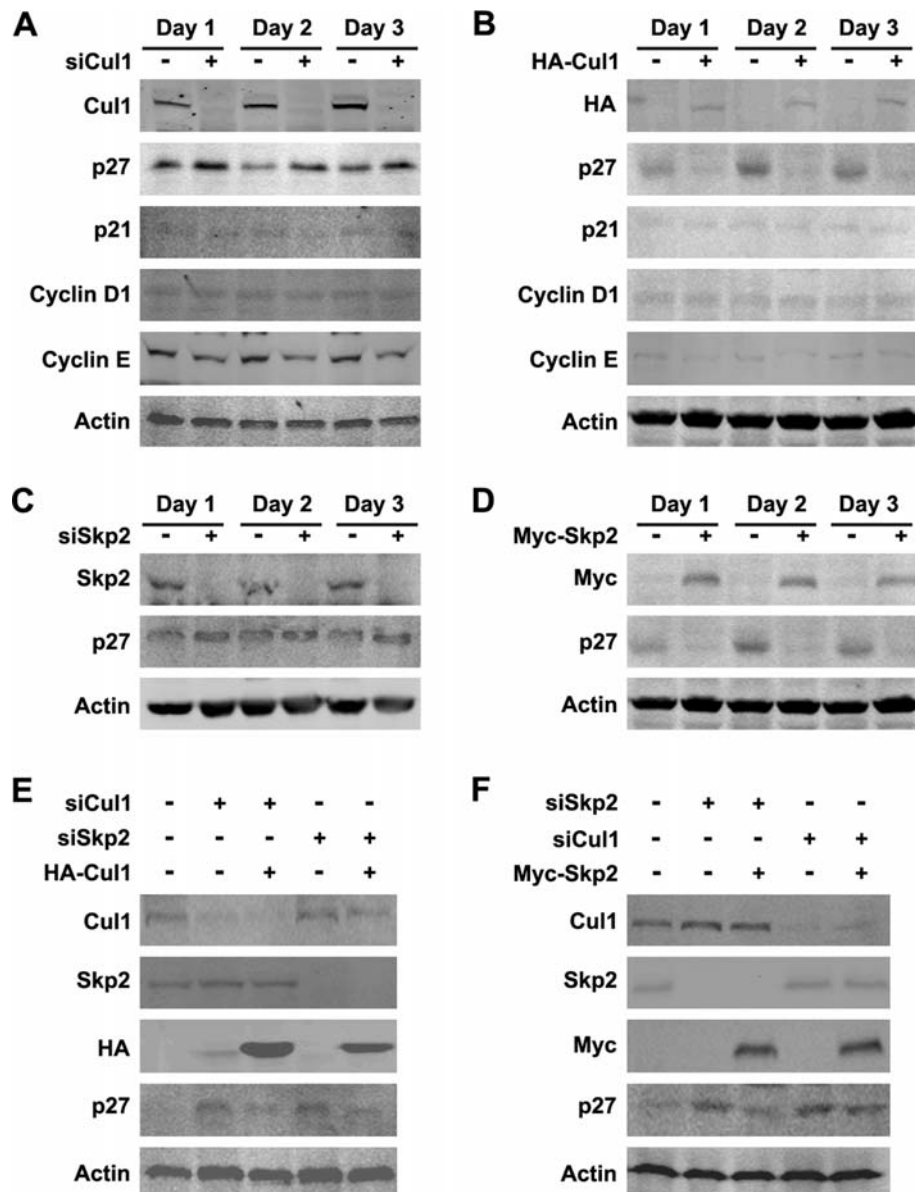 A
Day 1 Day 2 Day 3
siCul1 - + - + - +
Cul1
p27
p21
Cyclin D1
Cyclin E
Actin
B
Day 1 Day 2 Day 3
HA-Cul1 - + - + - +
HA
p27
p21
Cyclin D1
Cyclin E
Actin
C
Day 1 Day 2 Day 3
siSkp2 - + - + - +
Skp2
p27
Actin
D
Day 1 Day 2 Day 3
Myc-Skp2 - + - + - +
Myc
p27
Actin
E
siCul1 - + + - -
siSkp2 - - - + +
HA-Cul1 - - + - +
Cul1
Skp2
HA
p27
Actin
F
siSkp2 - + + - -
siCul1 - - - + +
Myc-Skp2 - - + - +
Cul1
Skp2
Myc
p27
Actin